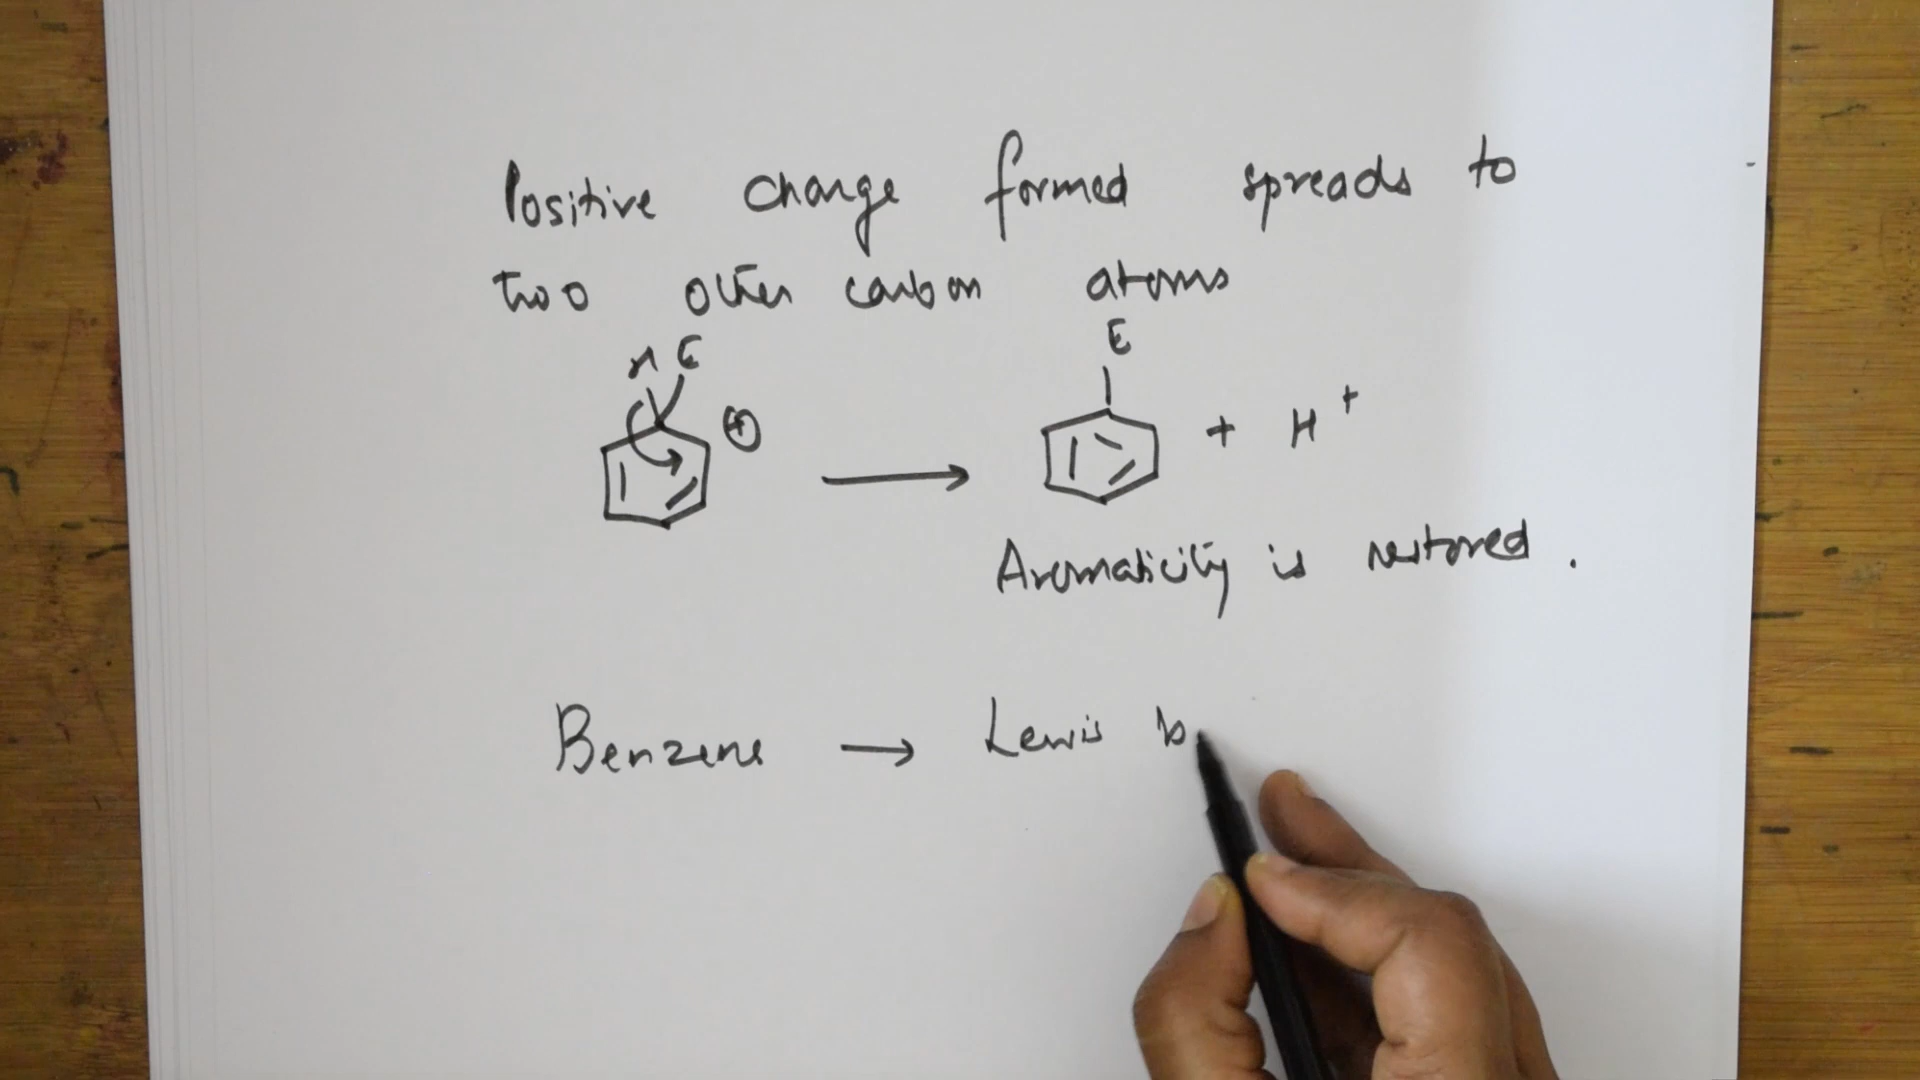 Positive charge formed spreads to
two other carbon atoms
H E
⊕
E
+ H+
Aromaticity is restored.
Benzene → Lewis b